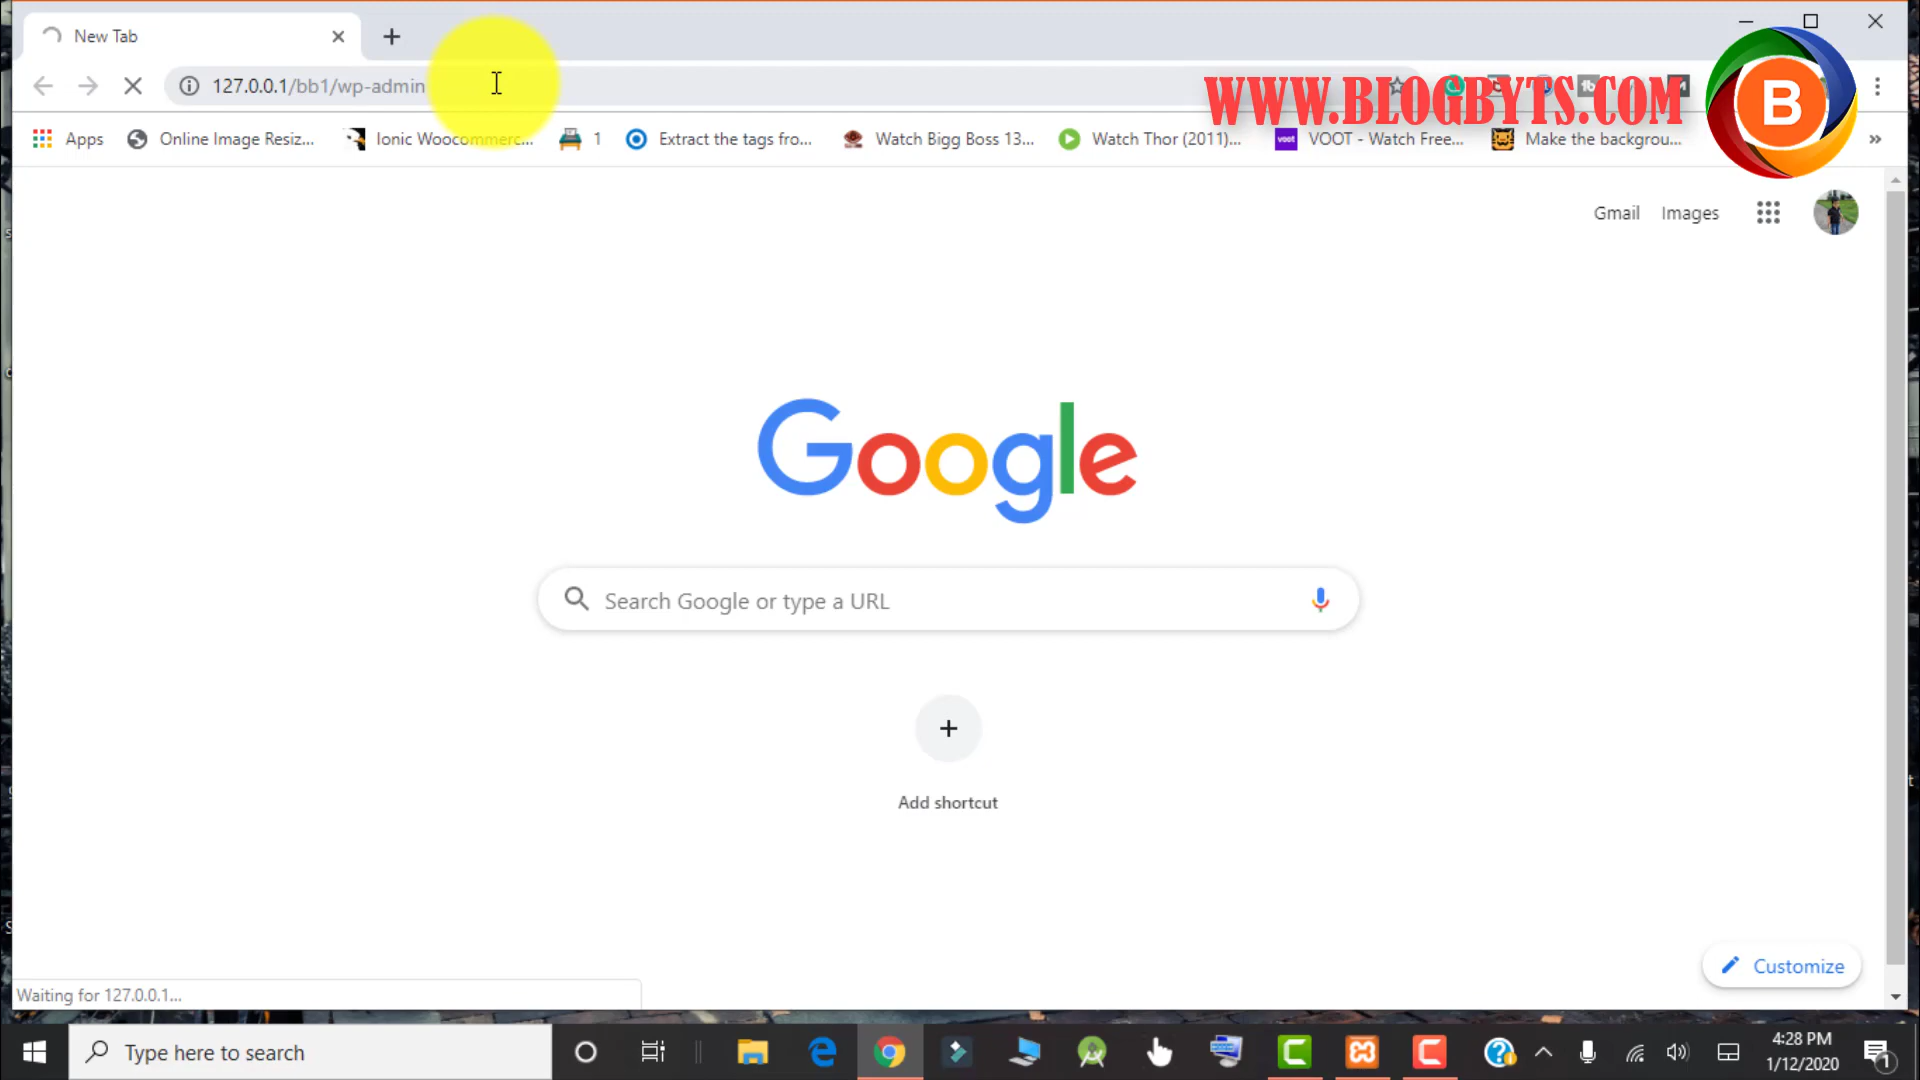 New Tab
127.0.0.1/bb1/wp-admin
WWW.BLOGBYTS.COM
B
Apps
Online Image Resiz...
Ionic Woocommerc...
1
Extract the tags from...
Watch Bigg Boss 13...
Watch Thor (2011)...
voot
VOOT - Watch Free...
Make the backgrou...
Gmail
Images
Google
Search Google or type a URL
Add shortcut
Customize
Waiting for 127.0.0.1...
Type here to search
4:28 PM
1/12/2020
1